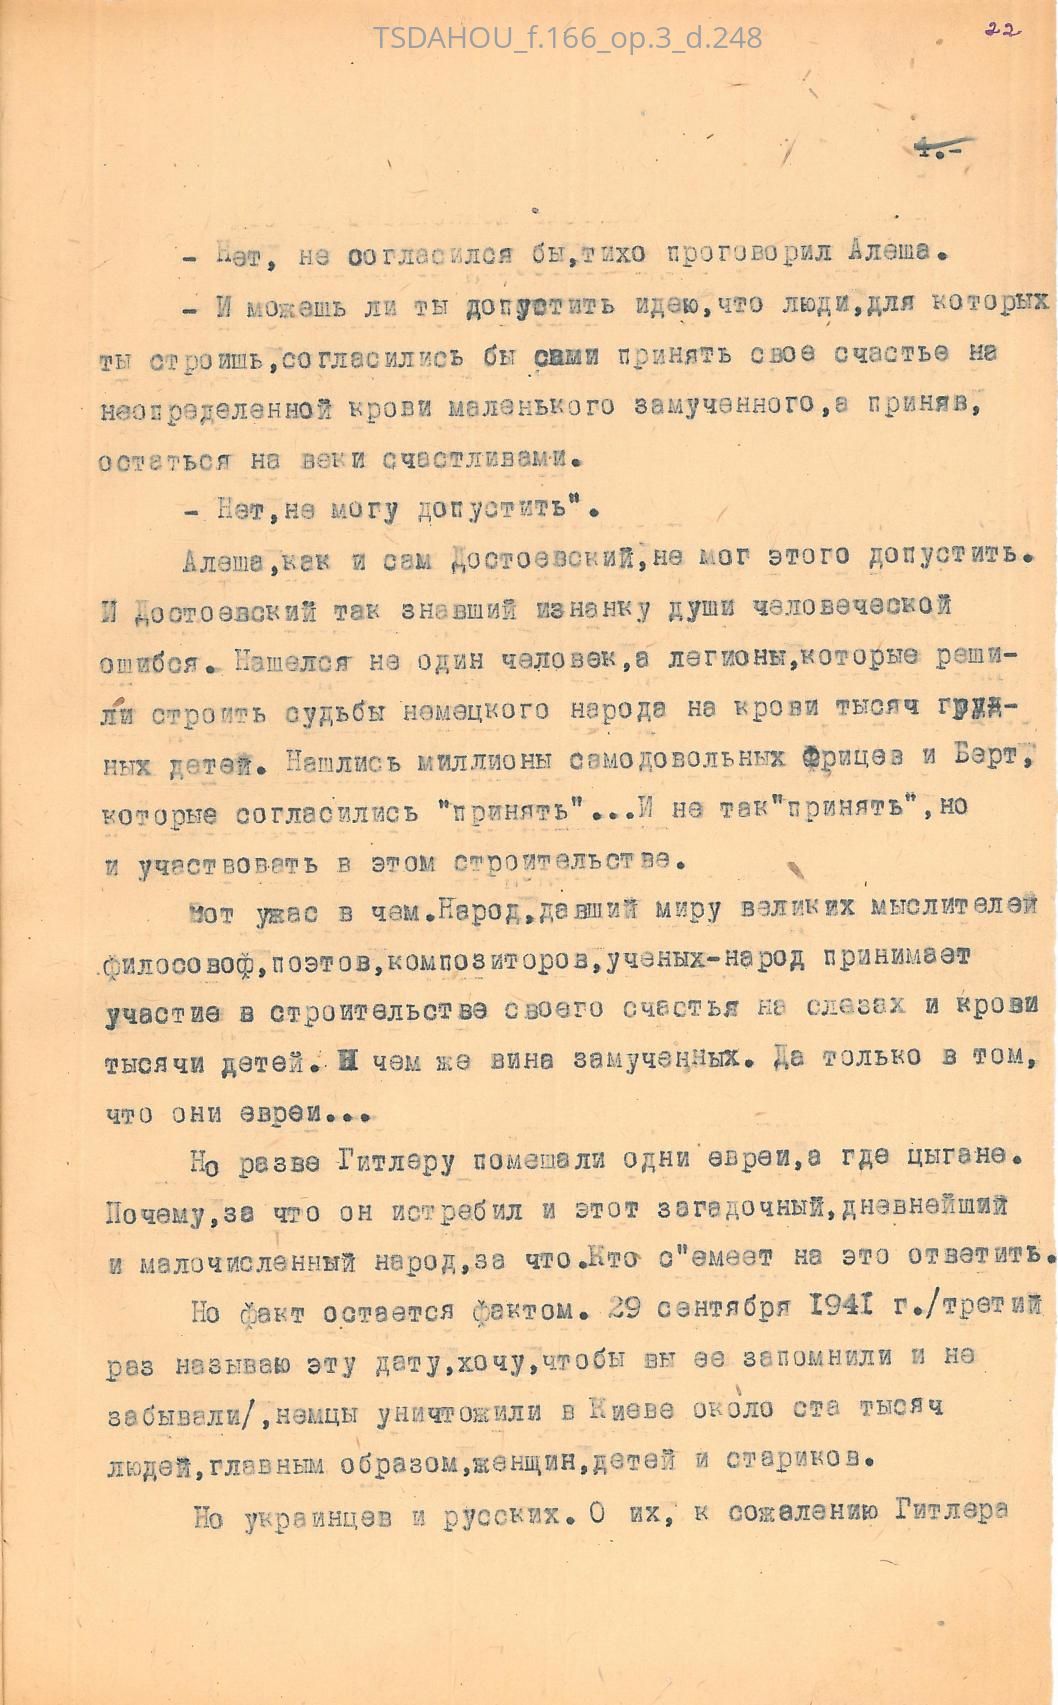 TSDAHOU_f.166_op.3_d.248
22
4.-
- Нет, не согласился бы,тихо проговорил Алеша.
- И можешь ли ты допустить идею,что люди,для которых
ты строишь,согласились бы сами принять свое счастье на
неопределенной крови маленького замученного,а приняв,
остаться на веки счастливами.
- Нет,не могу допустить".
Алеша,как и сам Достоевский,не мог этого допустить.
И Достоевский так знавший изнанку души человеческой
ошибся. Нашелся не один человек,а легионы,которые реши-
ли строить судьбы немецкого народа на крови тысяч груд-
ных детей. Нашлись миллионы самодовольных Фрицев и Берт,
которые согласились "принять"...И не так"принять",но
и участвовать в этом строительстве.
Вот ужас в чем.Народ,давший миру великих мыслителей
филосовоф,поэтов,композиторов,ученых-народ принимает
участие в строительстве своего счастья на слезах и крови
тысячи детей. И чем же вина замученных. Да только в том,
что они евреи...
Но разве Гитлеру помешали одни евреи,а где цыгане.
Почему,за что он истребил и этот загадочный,дневнейший
и малочисленный народ,за что.Кто с"емеет на это ответить.
Но факт остается фактом. 29 сентября 1941 г./третий
раз называю эту дату,хочу,чтобы вы ее запомнили и не
забывали/,немцы уничтожили в Киеве около ста тысяч
людей,главным образом,женщин,детей и стариков.
Но украинцев и русских. О их, к сожалению Гитлера